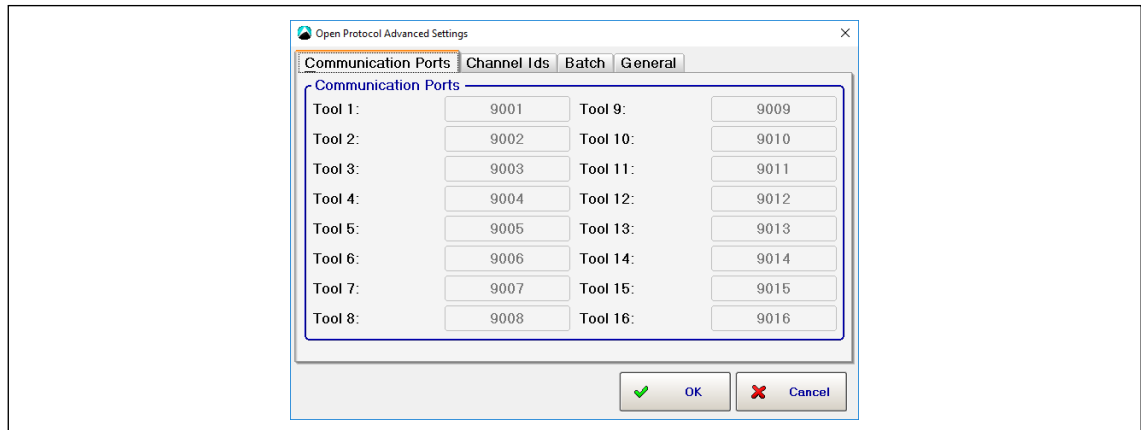 Open Protocol Advanced Settings
Communication Ports Channel Ids Batch General
Communication Ports
Tool 1: 9001 Tool 9: 9009
Tool 2: 9002 Tool 10: 9010
Tool 3: 9003 Tool 11: 9011
Tool 4: 9004 Tool 12: 9012
Tool 5: 9005 Tool 13: 9013
Tool 6: 9006 Tool 14: 9014
Tool 7: 9007 Tool 15: 9015
Tool 8: 9008 Tool 16: 9016
OK Cancel